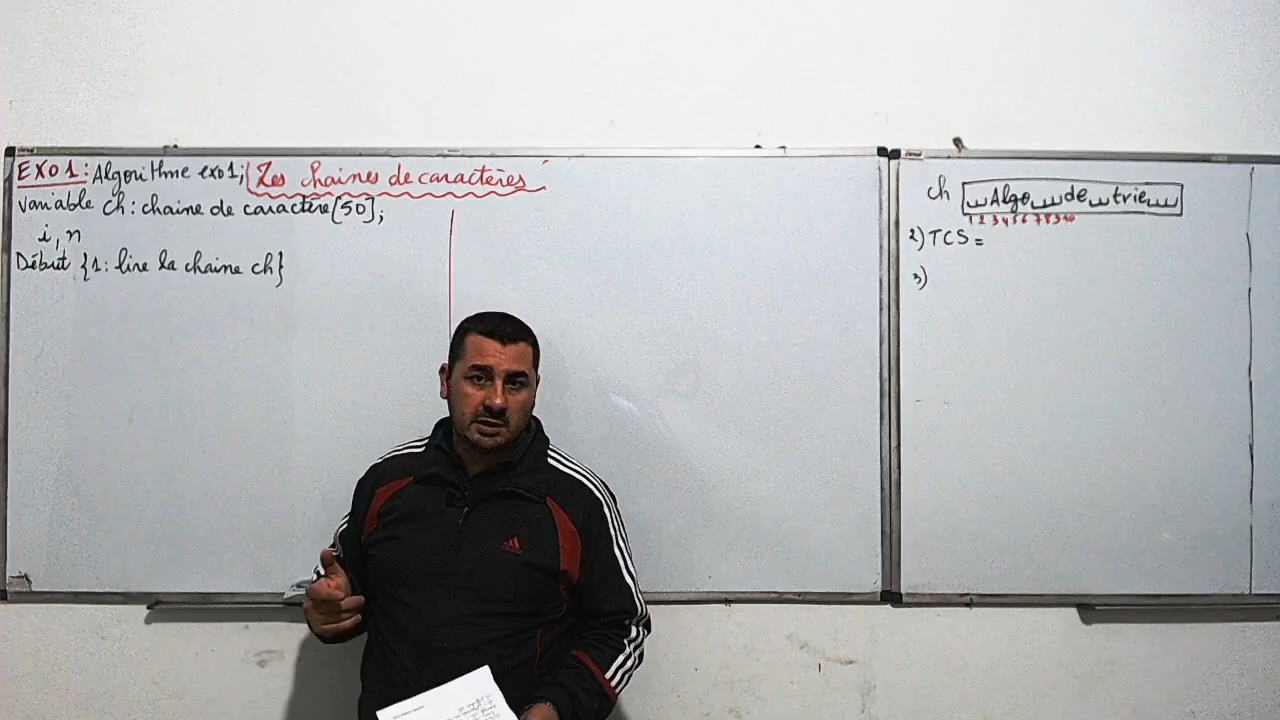 EXO1: Algorithme exo1; Les chaines de caractères
variable ch: chaine de caractère[50];
i, n
Début {1: lire la chaine ch}
ch Algo de trie
1 2 3 4 5 6 7 8 9 10
2) TCS =
3)